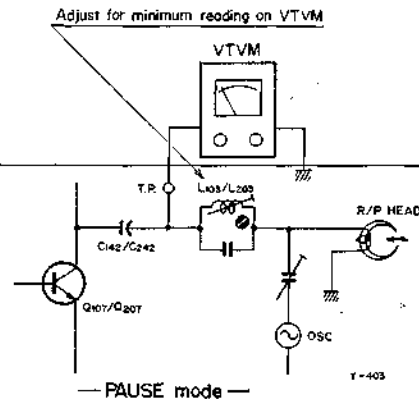 Adjust for minimum reading on VTVM
VTVM
T.P.
L103/L203
R/P HEAD
C142/C242
Q107/Q207
OSC
Y-403
— PAUSE mode —